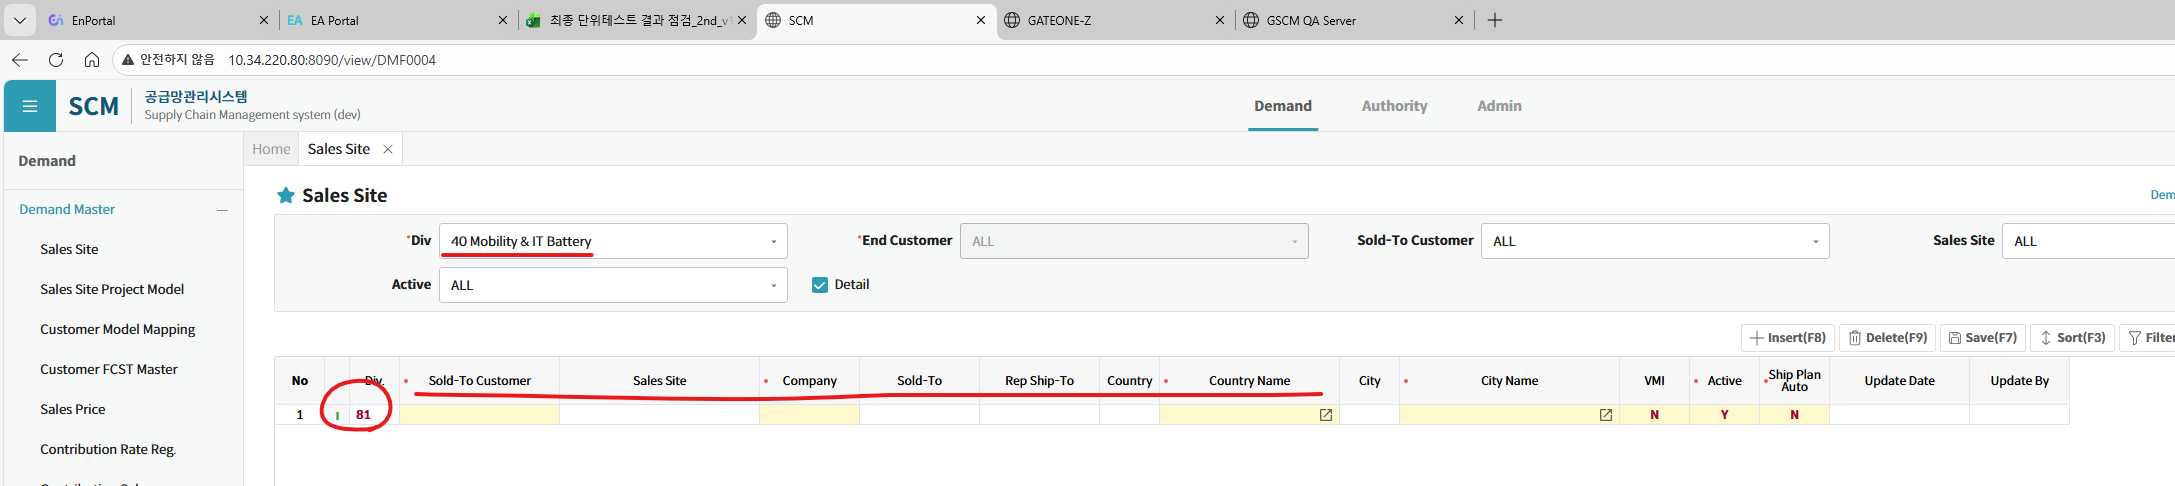 EnPortal
EA EA Portal
최종 단위테스트 결과 점검_2nd_v1
SCM
GATEONE-Z
GSCM QA Server
안전하지 않음 10.34.220.80:8090/view/DMF0004
SCM
공급망관리시스템
Supply Chain Management system (dev)
Demand Authority Admin
Demand
Home Sales Site
Demand Master
Sales Site
Sales Site Project Model
Customer Model Mapping
Customer FCST Master
Sales Price
Contribution Rate Reg.
Sales Site
Dem
*Div 40 Mobility & IT Battery
*End Customer ALL
Sold-To Customer ALL
Sales Site ALL
Active ALL
Detail
Insert(F8) Delete(F9) Save(F7) Sort(F3) Filter
No Div. Sold-To Customer Sales Site Company Sold-To Rep Ship-To Country Country Name City City Name VMI Active Ship Plan Auto Update Date Update By
1 I 81 N Y N